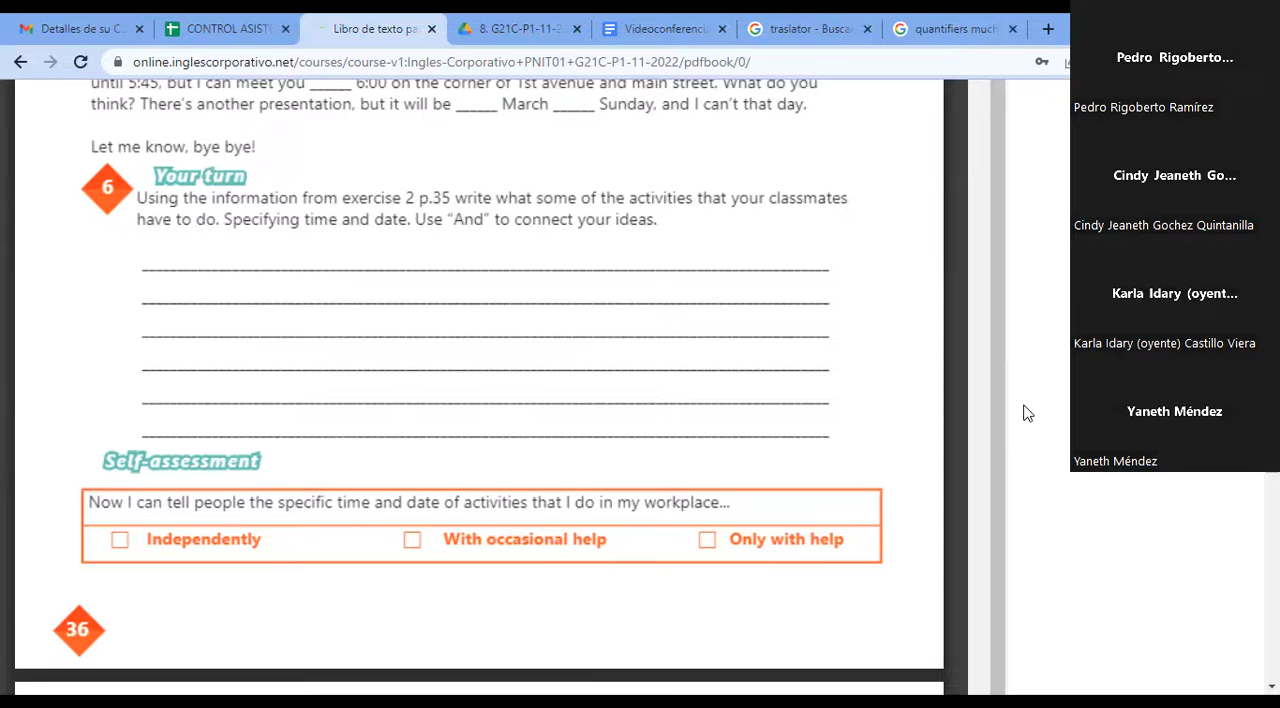 Detalles de su C
CONTROL ASISTE
Libro de texto pa
8. G21C-P1-11-2
Videoconferenci
traslator - Busca
quantifiers much
online.inglescorporativo.net/courses/course-v1:Ingles-Corporativo+PNIT01+G21C-P1-11-2022/pdfbook/0/
until 5:45, but I can meet you ______ 6:00 on the corner of 1st avenue and main street. What do you
think? There's another presentation, but it will be ______ March ______ Sunday, and I can't that day.
Let me know, bye bye!
6
Your turn
Using the information from exercise 2 p.35 write what some of the activities that your classmates
have to do. Specifying time and date. Use “And” to connect your ideas.
Self-assessment
Now I can tell people the specific time and date of activities that I do in my workplace...
Independently
With occasional help
Only with help
36
Pedro Rigoberto...
Pedro Rigoberto Ramírez
Cindy Jeaneth Go...
Cindy Jeaneth Gochez Quintanilla
Karla Idary (oyent...
Karla Idary (oyente) Castillo Viera
Yaneth Méndez
Yaneth Méndez